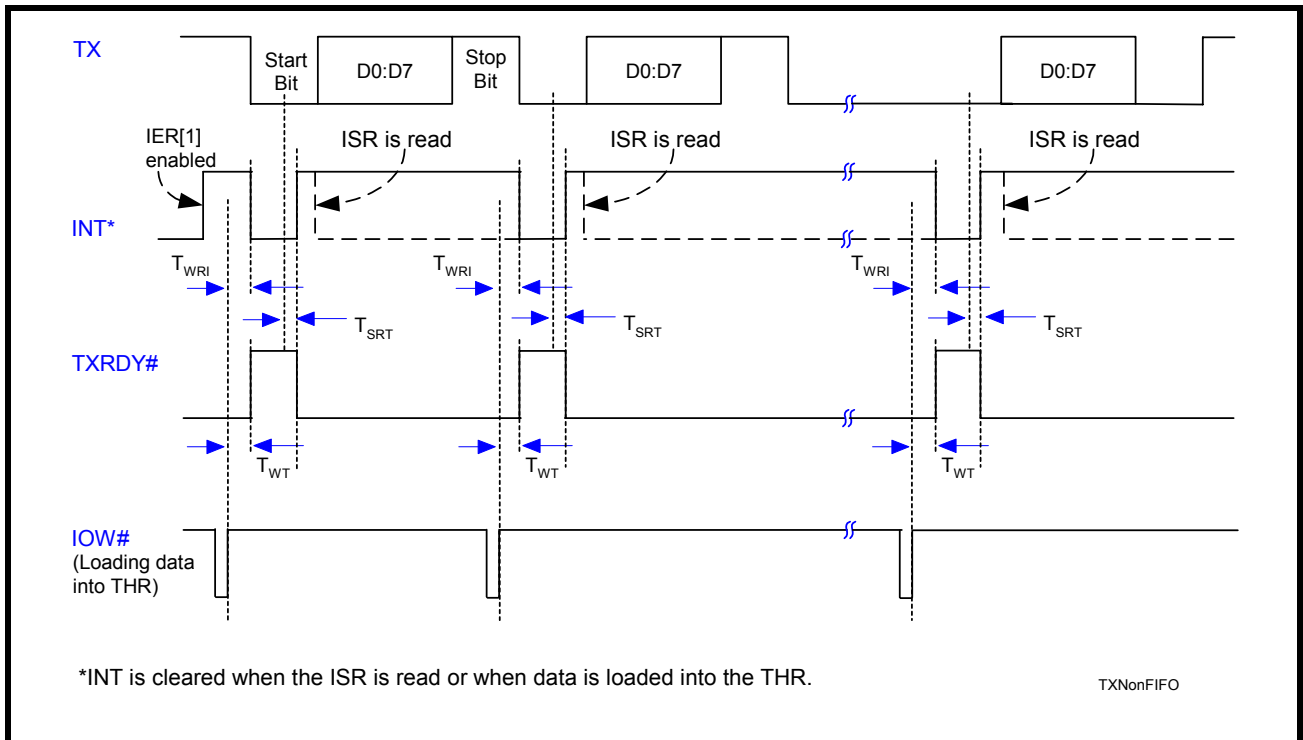 TX
Start
Bit
D0:D7
Stop
Bit
D0:D7
D0:D7
IER[1]
enabled
ISR is read
ISR is read
ISR is read
INT*
TWRI
TWRI
TWRI
TSRT
TSRT
TSRT
TXRDY#
TWT
TWT
TWT
IOW#
(Loading data
into THR)
*INT is cleared when the ISR is read or when data is loaded into the THR.
TXNonFIFO